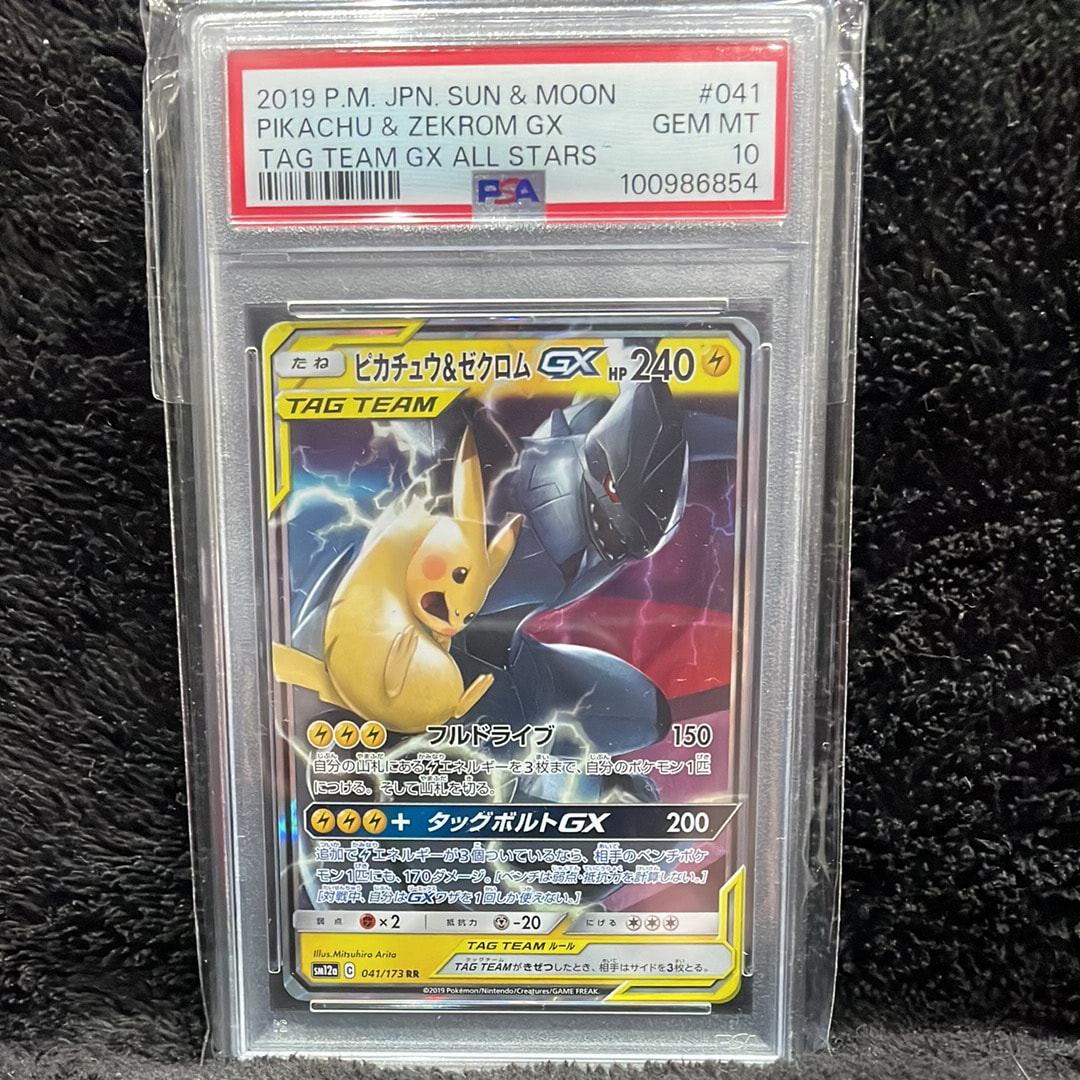 2019 P.M. JPN. SUN & MOON #041
PIKACHU & ZEKROM GX GEM MT
TAG TEAM GX ALL STARS 10
PSA 100986854
たね ピカチュウ&ゼクロムGX HP240
TAG TEAM
フルドライブ 150
自分の山札にあるエネルギーを3枚まで、自分のポケモン1匹
につける。そして山札を切る。
+ タッグボルトGX 200
追加でエネルギーが3個ついているなら、相手のベンチポケ
モン1匹にも、170ダメージ。[ベンチは弱点・抵抗力を計算しない。]
[対戦中、自分はGXワザを1回しか使えない。]
弱点 ×2 抵抗力 -20 にげる
TAG TEAM ルール
Illus.Mitsuhiro Arita
TAG TEAMがきぜつしたとき、相手はサイドを3枚とる。
sm12a C 041/173 RR
©2019 Pokémon/Nintendo/Creatures/GAME FREAK.